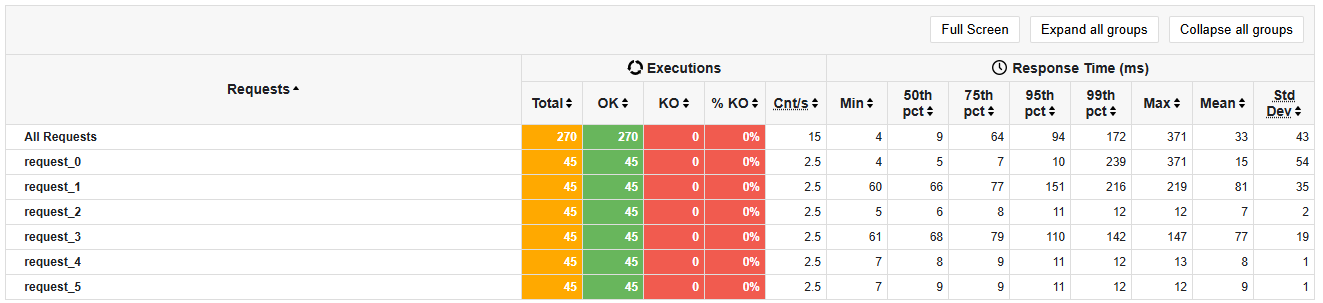 Full Screen Expand all groups Collapse all groups
Requests Executions Response Time (ms)
Total OK KO % KO Cnt/s Min 50th pct 75th pct 95th pct 99th pct Max Mean Std Dev
All Requests 270 270 0 0% 15 4 9 64 94 172 371 33 43
request_0 45 45 0 0% 2.5 4 5 7 10 239 371 15 54
request_1 45 45 0 0% 2.5 60 66 77 151 216 219 81 35
request_2 45 45 0 0% 2.5 5 6 8 11 12 12 7 2
request_3 45 45 0 0% 2.5 61 68 79 110 142 147 77 19
request_4 45 45 0 0% 2.5 7 8 9 11 12 13 8 1
request_5 45 45 0 0% 2.5 7 9 9 11 12 12 9 1